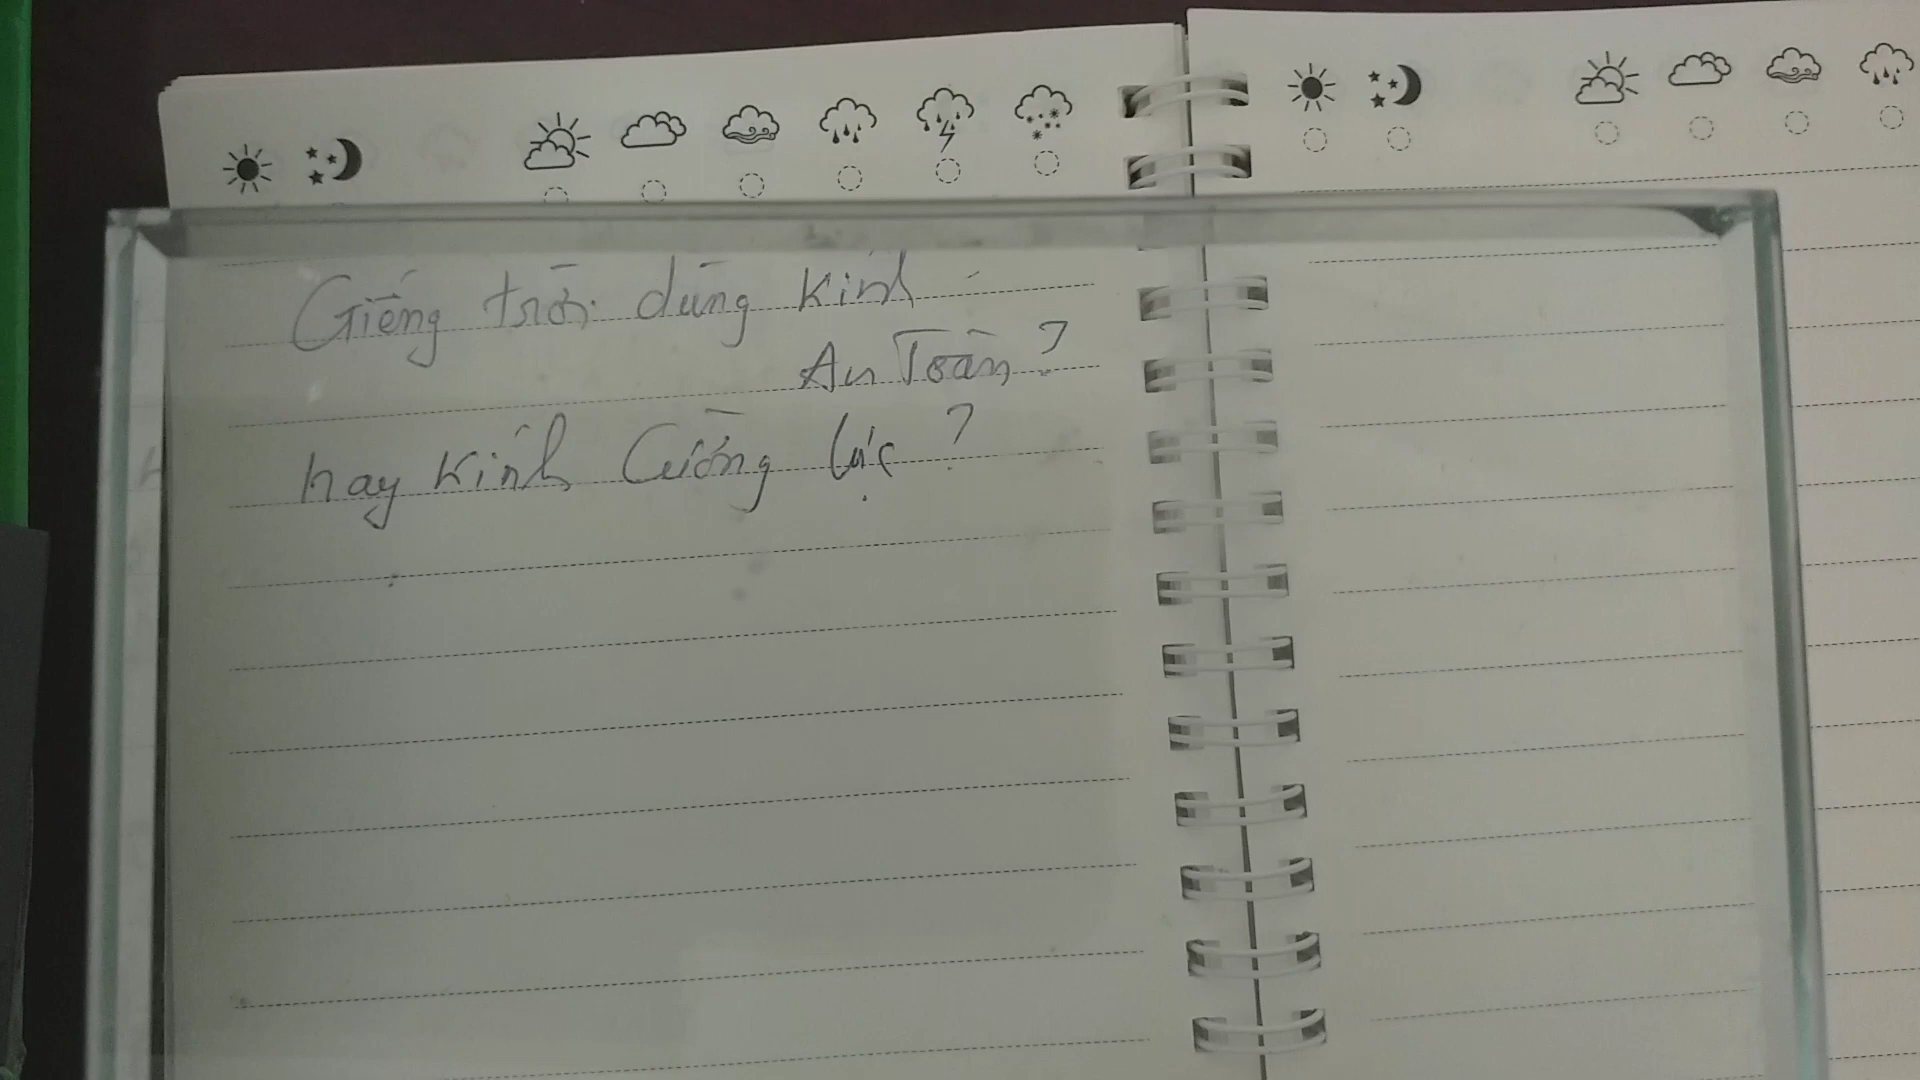 Giếng trời dùng kính
An Toàn?
hay kính Cường lực?